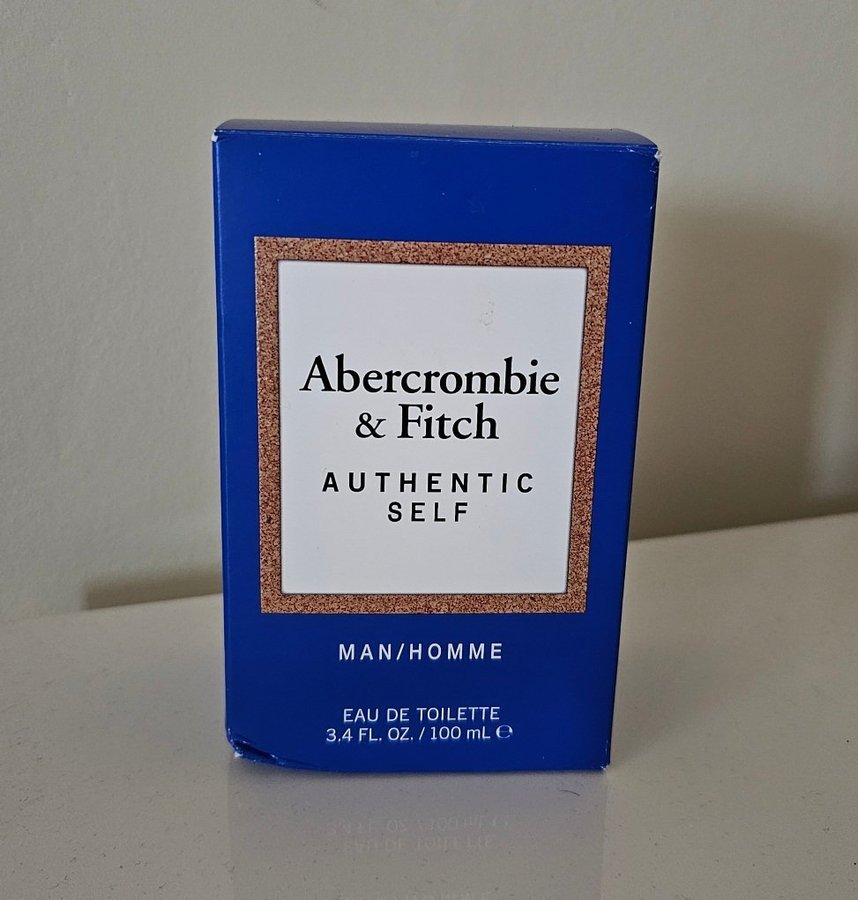 Abercrombie
& Fitch
AUTHENTIC
SELF
MAN/HOMME
EAU DE TOILETTE
3.4 FL. OZ. / 100 mL ℮